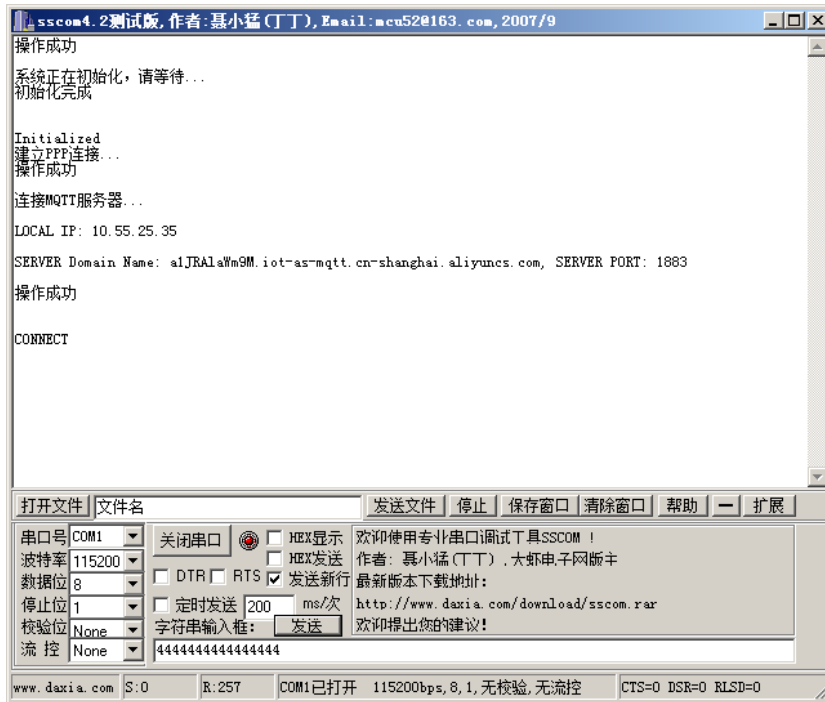 sscom4.2测试版,作者:聂小猛(丁丁),Email:mcu52@163.com,2007/9
操作成功
系统正在初始化，请等待...
初始化完成
Initialized
建立PPP连接...
操作成功
连接MQTT服务器...
LOCAL IP: 10.55.25.35
SERVER Domain Name: a1JRAlaWm9M.iot-as-mqtt.cn-shanghai.aliyuncs.com, SERVER PORT: 1883
操作成功
CONNECT
打开文件 文件名 发送文件 停止 保存窗口 清除窗口 帮助 — 扩展
串口号 COM1 关闭串口 HEX显示 欢迎使用专业串口调试工具SSCOM !
波特率 115200 HEX发送 作者: 聂小猛(丁丁),大虾电子网版主
数据位 8 DTR RTS 发送新行 最新版本下载地址:
停止位 1 定时发送 200 ms/次 http://www.daxia.com/download/sscom.rar
校验位 None 字符串输入框: 发送 欢迎提出您的建议!
流 控 None 4444444444444444
www.daxia.com S:0 R:257 COM1已打开 115200bps,8,1,无校验,无流控 CTS=0 DSR=0 RLSD=0